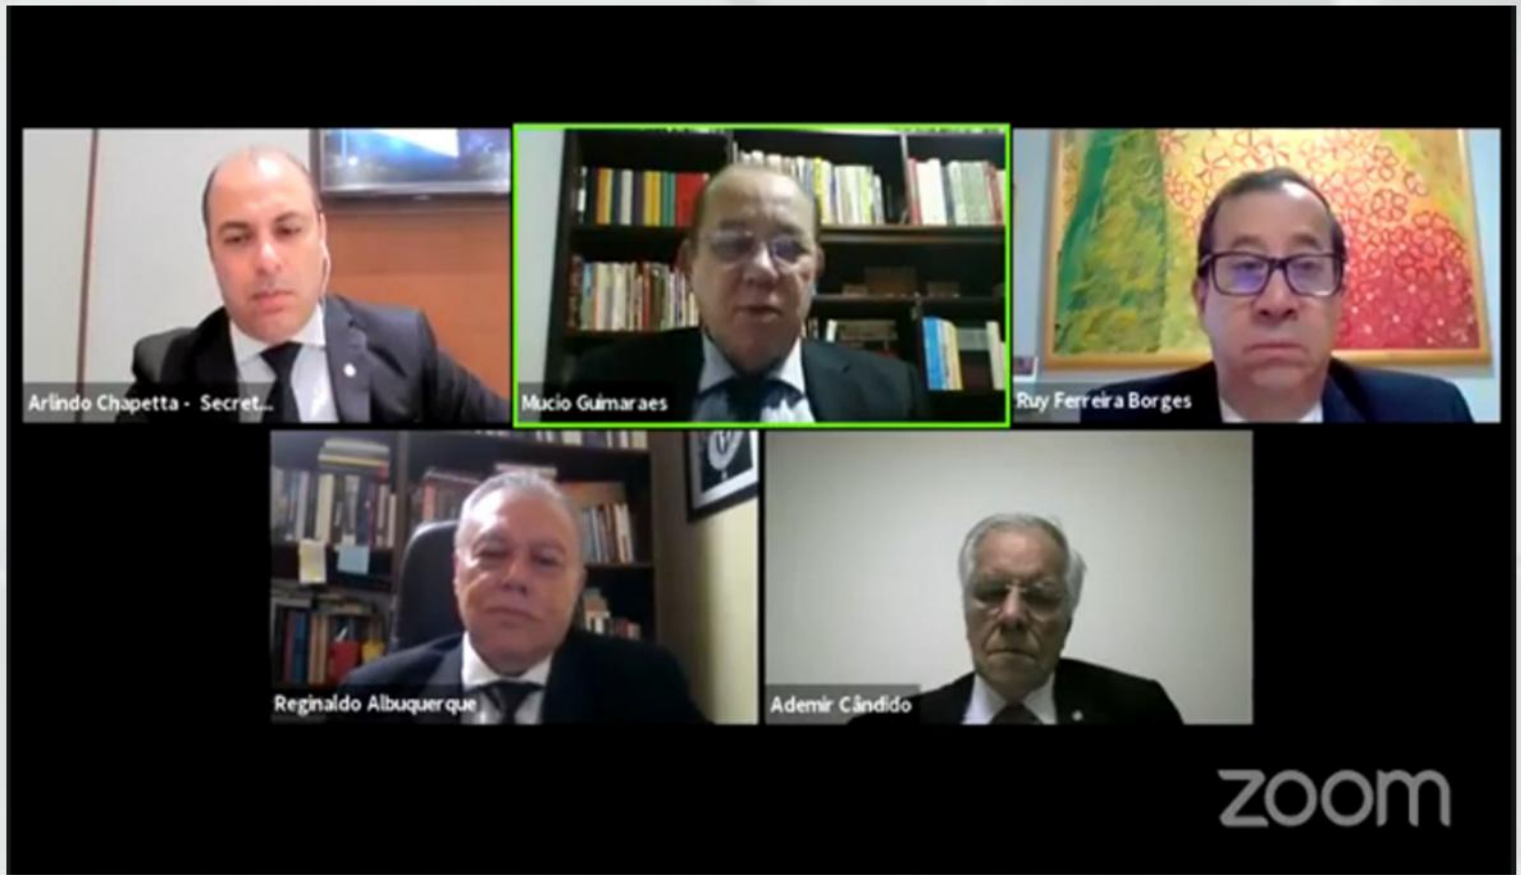 Arlindo Chapetta - Secret...
Mucio Guimaraes
Ruy Ferreira Borges
Reginaldo Albuquerque
Ademir Cândido
zoom